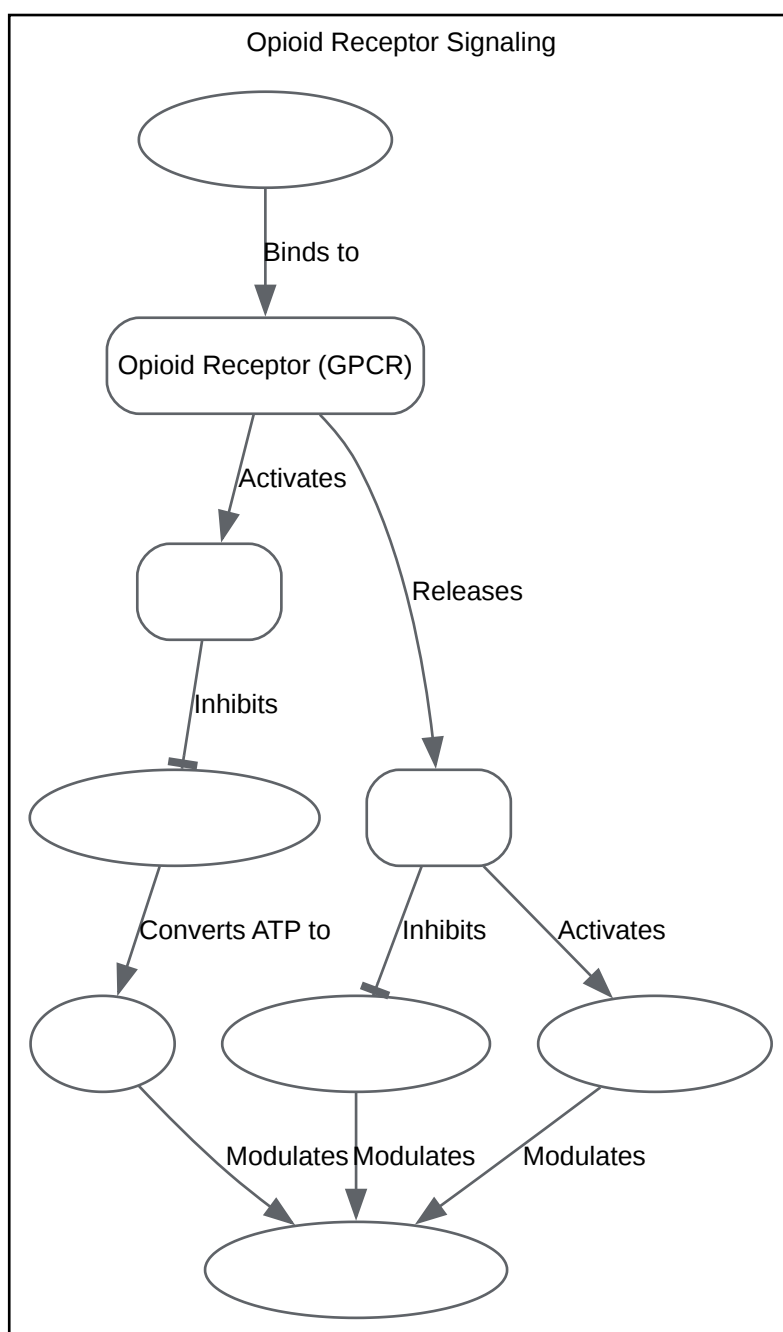 Opioid Receptor Signaling
Binds to
Opioid Receptor (GPCR)
Activates
Releases
Inhibits
Converts ATP to
Inhibits
Activates
Modulates
Modulates
Modulates